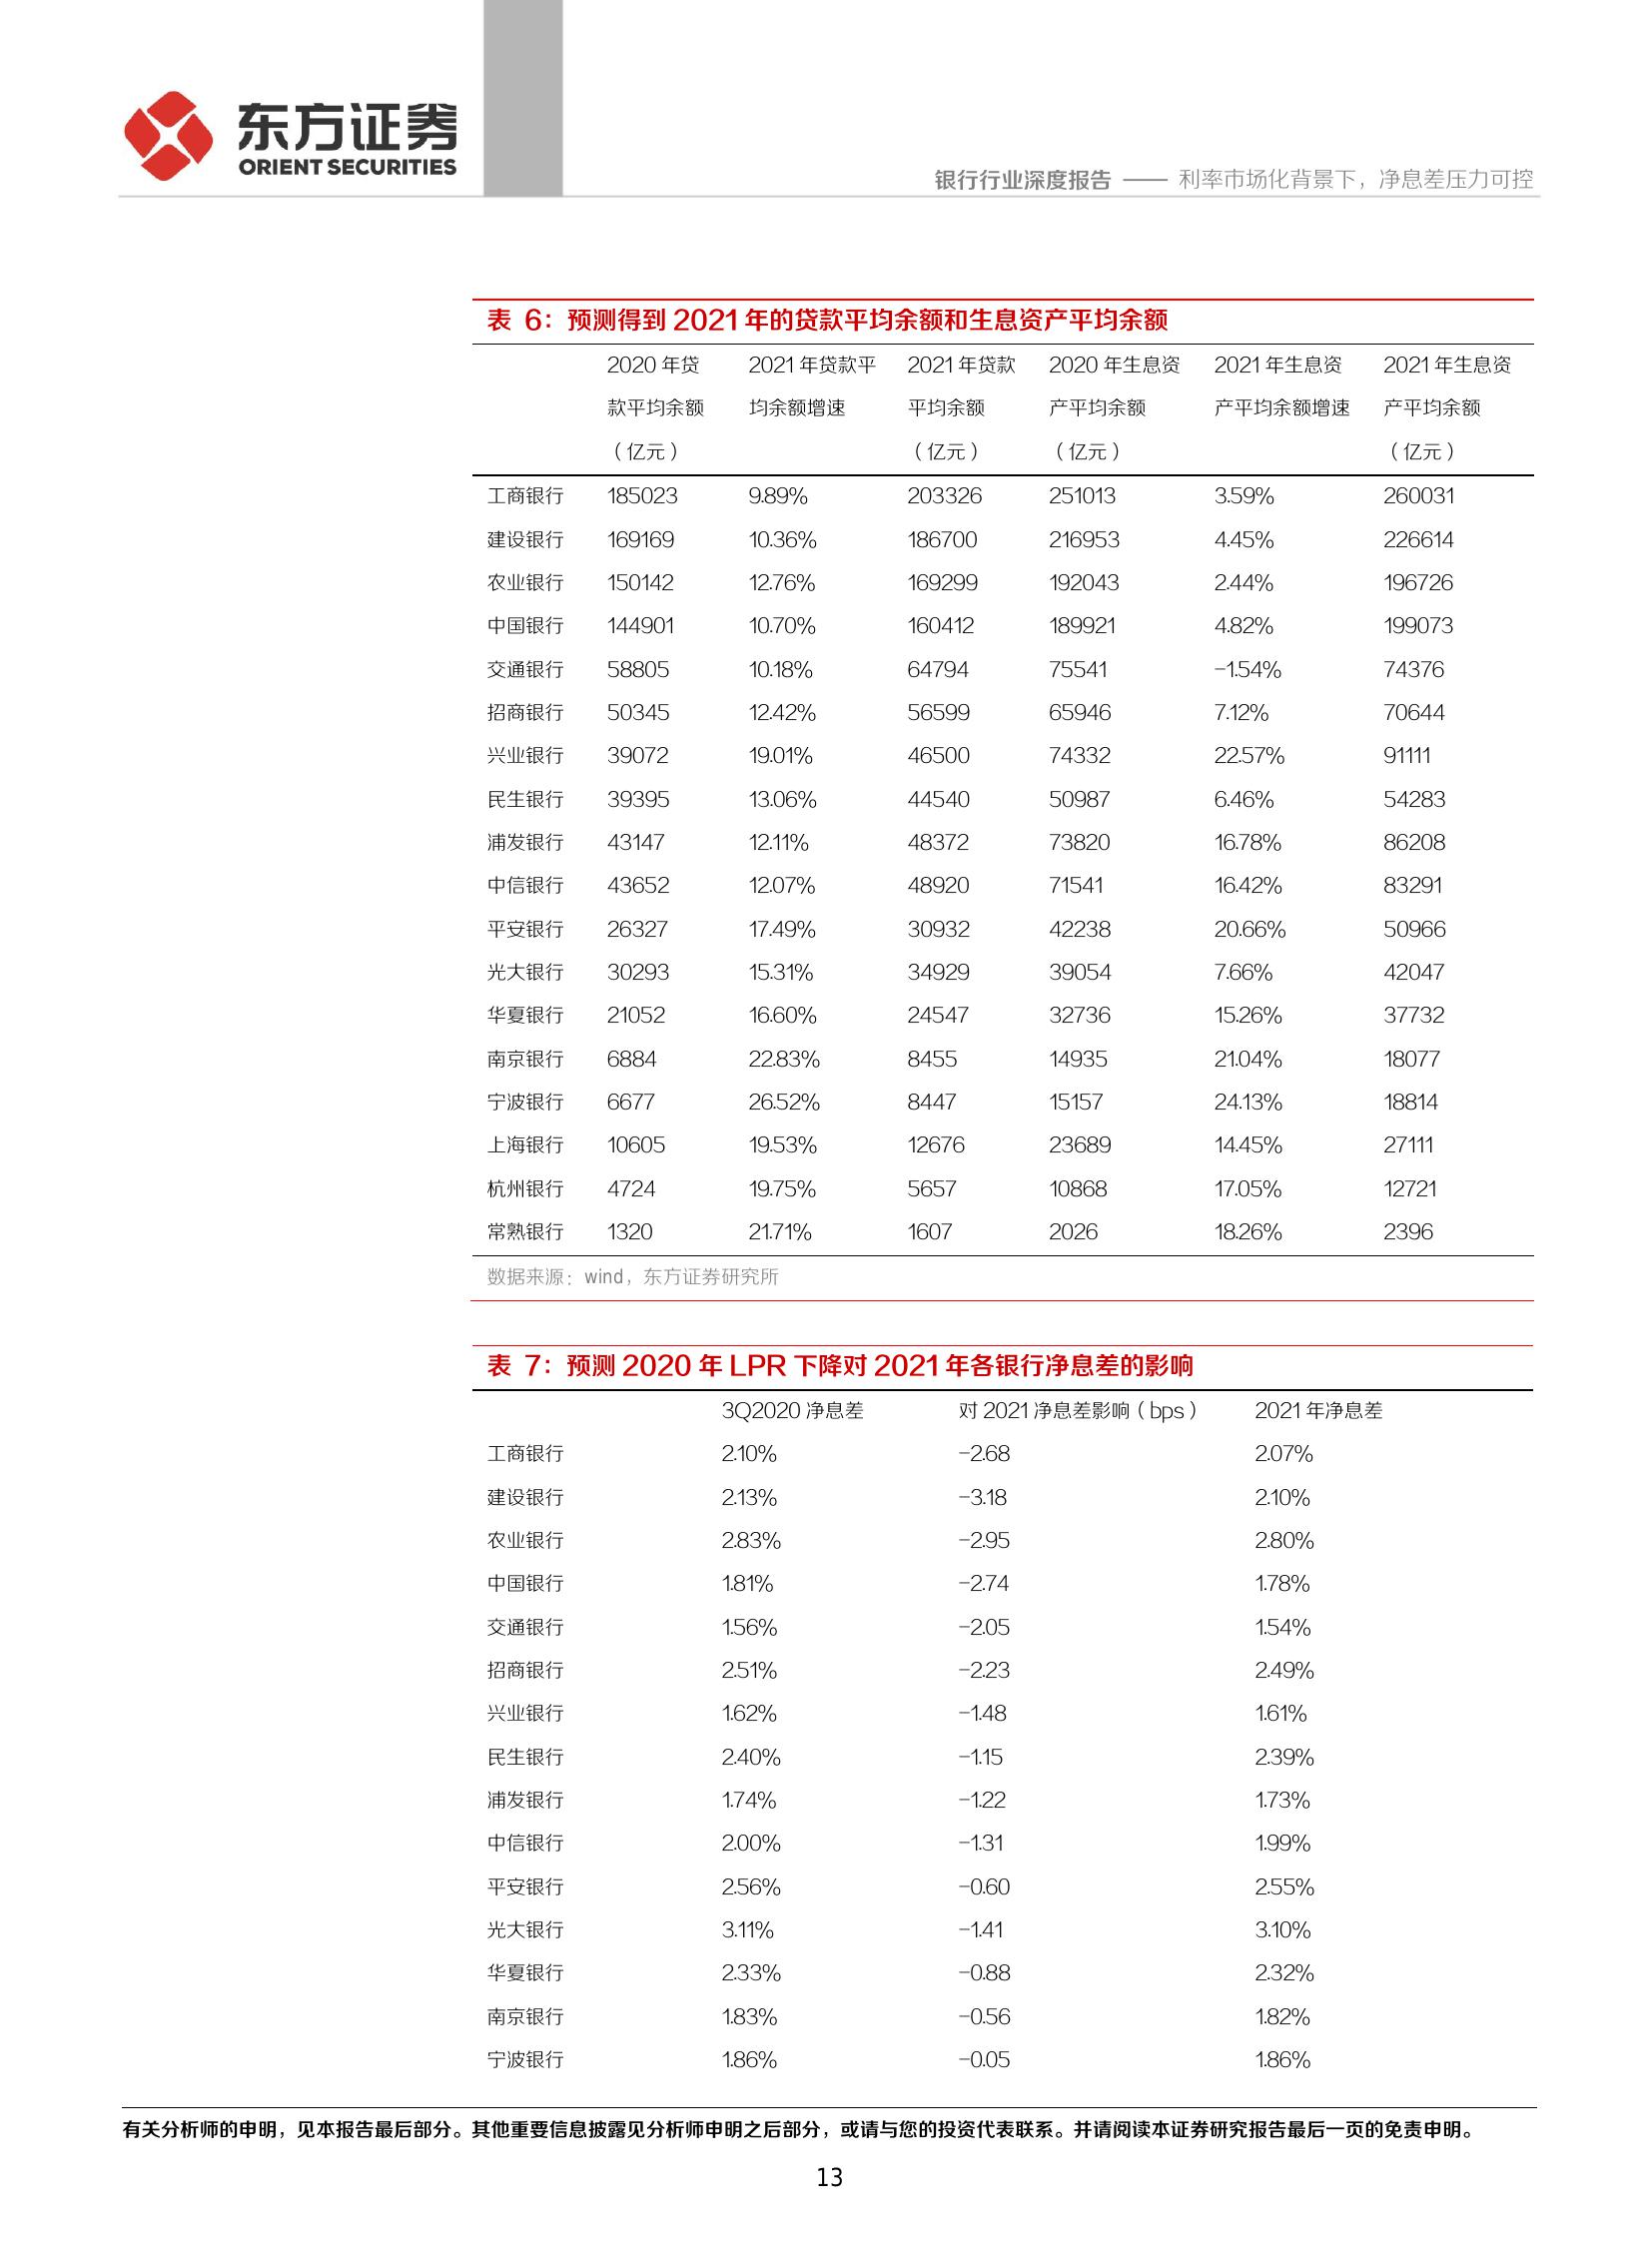 东方证券
ORIENT SECURITIES
银行行业深度报告 —— 利率市场化背景下，净息差压力可控
表 6：预测得到 2021 年的贷款平均余额和生息资产平均余额
2020 年贷 2021 年贷款平 2021 年贷款 2020 年生息资 2021 年生息资 2021 年生息资
款平均余额 均余额增速 平均余额 产平均余额 产平均余额增速 产平均余额
（亿元） （亿元） （亿元） （亿元）
工商银行 185023 9.89% 203326 251013 3.59% 260031
建设银行 169169 10.36% 186700 216953 4.45% 226614
农业银行 150142 12.76% 169299 192043 2.44% 196726
中国银行 144901 10.70% 160412 189921 4.82% 199073
交通银行 58805 10.18% 64794 75541 -1.54% 74376
招商银行 50345 12.42% 56599 65946 7.12% 70644
兴业银行 39072 19.01% 46500 74332 22.57% 91111
民生银行 39395 13.06% 44540 50987 6.46% 54283
浦发银行 43147 12.11% 48372 73820 16.78% 86208
中信银行 43652 12.07% 48920 71541 16.42% 83291
平安银行 26327 17.49% 30932 42238 20.66% 50966
光大银行 30293 15.31% 34929 39054 7.66% 42047
华夏银行 21052 16.60% 24547 32736 15.26% 37732
南京银行 6884 22.83% 8455 14935 21.04% 18077
宁波银行 6677 26.52% 8447 15157 24.13% 18814
上海银行 10605 19.53% 12676 23689 14.45% 27111
杭州银行 4724 19.75% 5657 10868 17.05% 12721
常熟银行 1320 21.71% 1607 2026 18.26% 2396
数据来源：wind，东方证券研究所
表 7：预测 2020 年 LPR 下降对 2021 年各银行净息差的影响
3Q2020 净息差 对 2021 净息差影响（bps） 2021 年净息差
工商银行 2.10% -2.68 2.07%
建设银行 2.13% -3.18 2.10%
农业银行 2.83% -2.95 2.80%
中国银行 1.81% -2.74 1.78%
交通银行 1.56% -2.05 1.54%
招商银行 2.51% -2.23 2.49%
兴业银行 1.62% -1.48 1.61%
民生银行 2.40% -1.15 2.39%
浦发银行 1.74% -1.22 1.73%
中信银行 2.00% -1.31 1.99%
平安银行 2.56% -0.60 2.55%
光大银行 3.11% -1.41 3.10%
华夏银行 2.33% -0.88 2.32%
南京银行 1.83% -0.56 1.82%
宁波银行 1.86% -0.05 1.86%
有关分析师的申明，见本报告最后部分。其他重要信息披露见分析师申明之后部分，或请与您的投资代表联系。并请阅读本证券研究报告最后一页的免责申明。
13